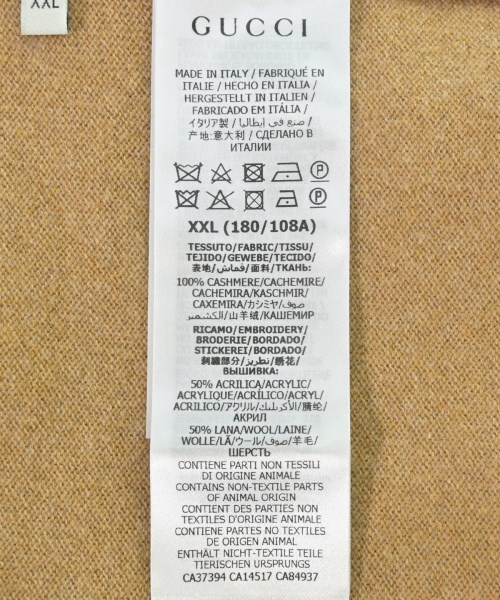 XXL
GUCCI
MADE IN ITALY / FABRIQUÉ EN
ITALIE / HECHO EN ITALIA /
HERGESTELLT IN ITALIEN /
FABRICADO EM ITÁLIA /
イタリア製 / صنع في إيطاليا /
产地:意大利 / СДЕЛАНО В
ИТАЛИИ
P
P
XXL (180/108A)
TESSUTO/FABRIC/TISSU/
TEJIDO/GEWEBE/TECIDO/
表地/قماش/面料/ТКАНЬ:
100% CASHMERE/CACHEMIRE/
CACHEMIRA/KASCHMIR/
CAXEMIRA/カシミヤ/صوف
الكشمير/山羊绒/КАШЕМИР
RICAMO/EMBROIDERY/
BRODERIE/BORDADO/
STICKEREI/BORDADO/
刺繍部分/تطريز/绣花/
ВЫШИВКА:
50% ACRILICA/ACRYLIC/
ACRYLIQUE/ACRÍLICO/ACRYL/
ACRILICO/アクリル/الأكريليك/腈纶/
АКРИЛ
50% LANA/WOOL/LAINE/
WOLLE/LÃ/ウール/صوف/羊毛/
ШЕРСТЬ
CONTIENE PARTI NON TESSILI
DI ORIGINE ANIMALE
CONTAINS NON-TEXTILE PARTS
OF ANIMAL ORIGIN
CONTIENT DES PARTIES NON
TEXTILES D'ORIGINE ANIMALE
CONTIENE PARTES NO TEXTILES
DE ORIGEN ANIMAL
ENTHÄLT NICHT-TEXTILE TEILE
TIERISCHEN URSPRUNGS
CA37394 CA14517 CA84937